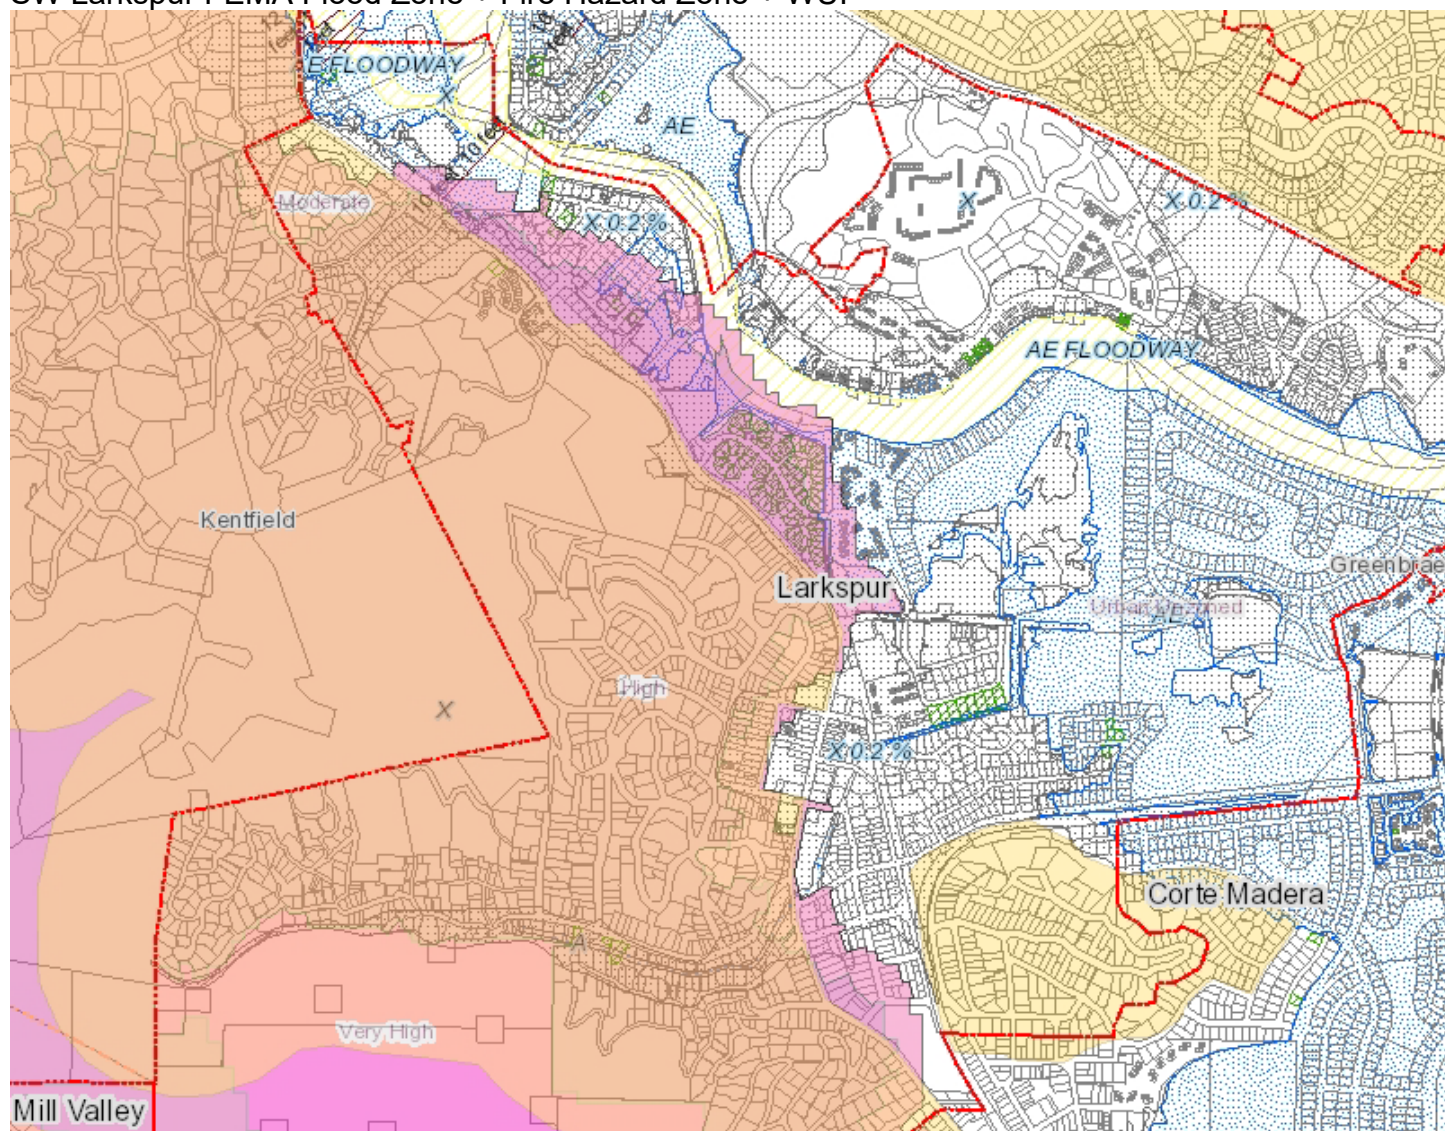 AE FLOODWAY
X
AE
Moderate
X 0.2 %
X
X 0.2 %
AE FLOODWAY
Kentfield
Greenbrae
Larkspur
AE
High
X
X 0.2 %
Corte Madera
A
Very High
Mill Valley